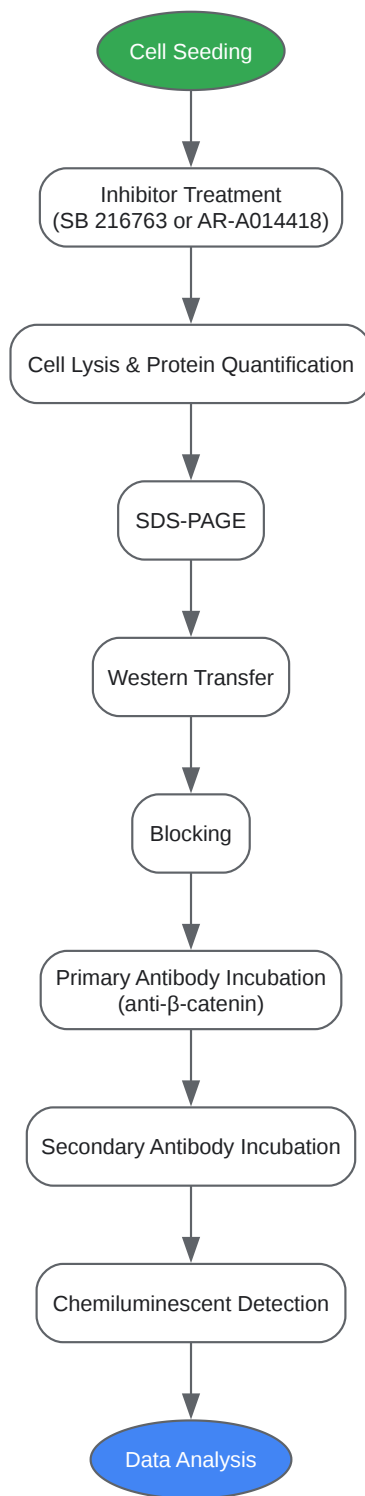 Cell Seeding
Inhibitor Treatment
(SB 216763 or AR-A014418)
Cell Lysis & Protein Quantification
SDS-PAGE
Western Transfer
Blocking
Primary Antibody Incubation
(anti-β-catenin)
Secondary Antibody Incubation
Chemiluminescent Detection
Data Analysis